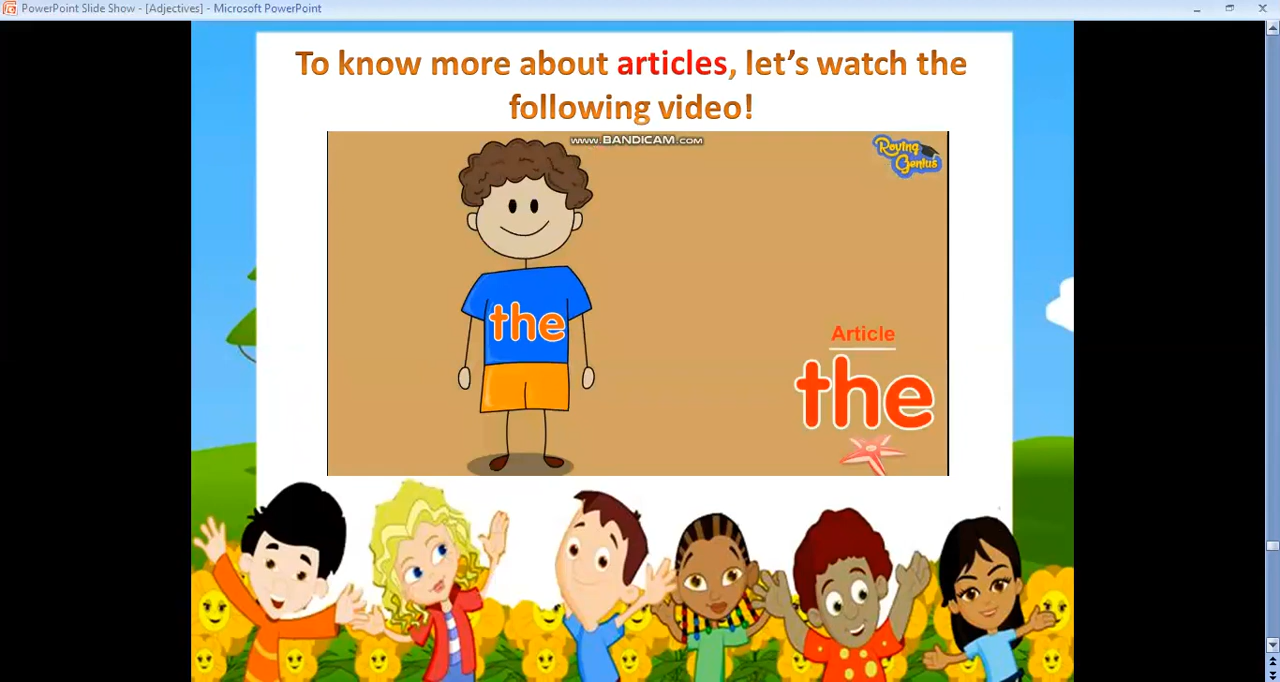 PowerPoint Slide Show - [Adjectives] - Microsoft PowerPoint
To know more about articles, let's watch the
following video!
www.BANDICAM.com
Roving
Genius
the
Article
the